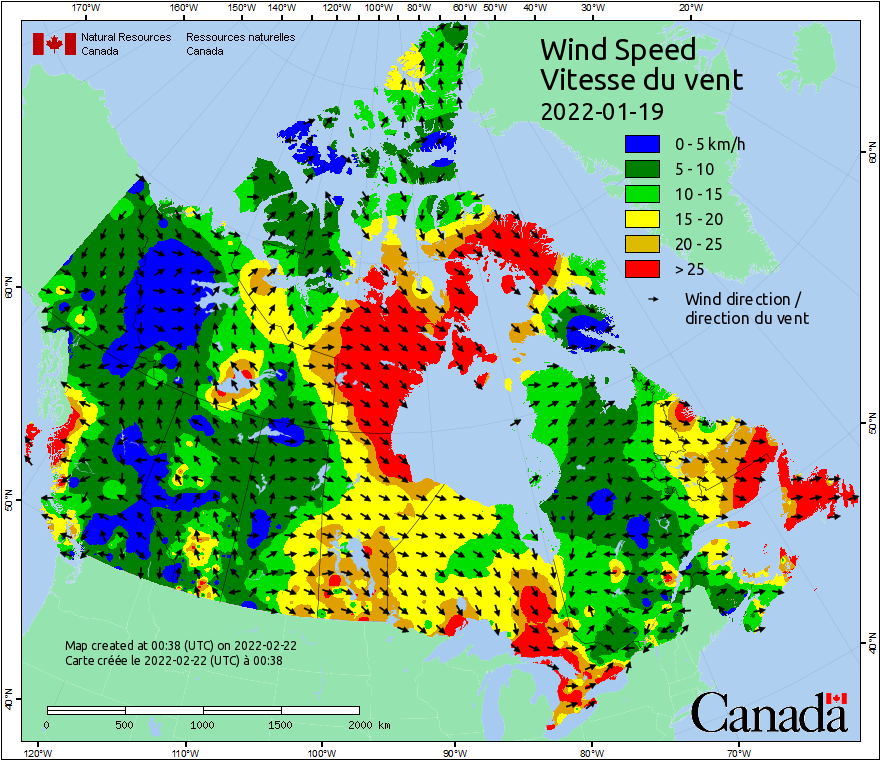 170°W 160°W 150°W 140°W 120°W 100°W 80°W 60°W 50°W 40°W 30°W 20°W
Natural Resources Ressources naturelles
Canada Canada
Wind Speed
Vitesse du vent
2022-01-19
0 - 5 km/h
5 - 10
10 - 15
15 - 20
20 - 25
> 25
Wind direction /
direction du vent
60°N 60°N
50°N 50°N
40°N 40°N
Map created at 00:38 (UTC) on 2022-02-22
Carte créée le 2022-02-22 (UTC) à 00:38
0 500 1000 1500 2000 km
Canada
120°W 110°W 100°W 90°W 80°W 70°W